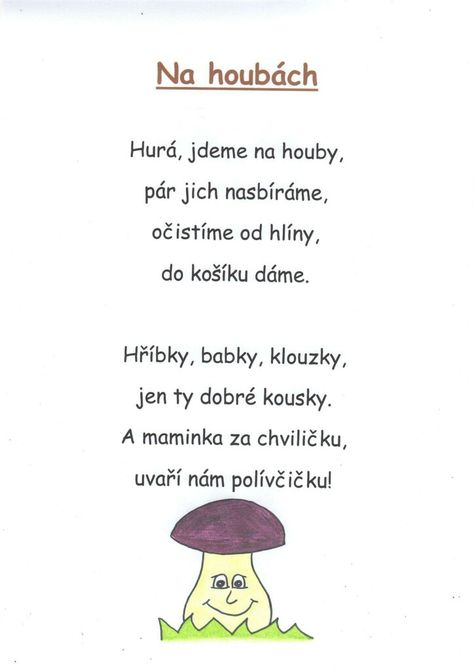 Na houbách
Hurá, jdeme na houby,
pár jich nasbíráme,
očistíme od hlíny,
do košíku dáme.
Hříbky, babky, klouzky,
jen ty dobré kousky.
A maminka za chviličku,
uvaří nám polívčičku!